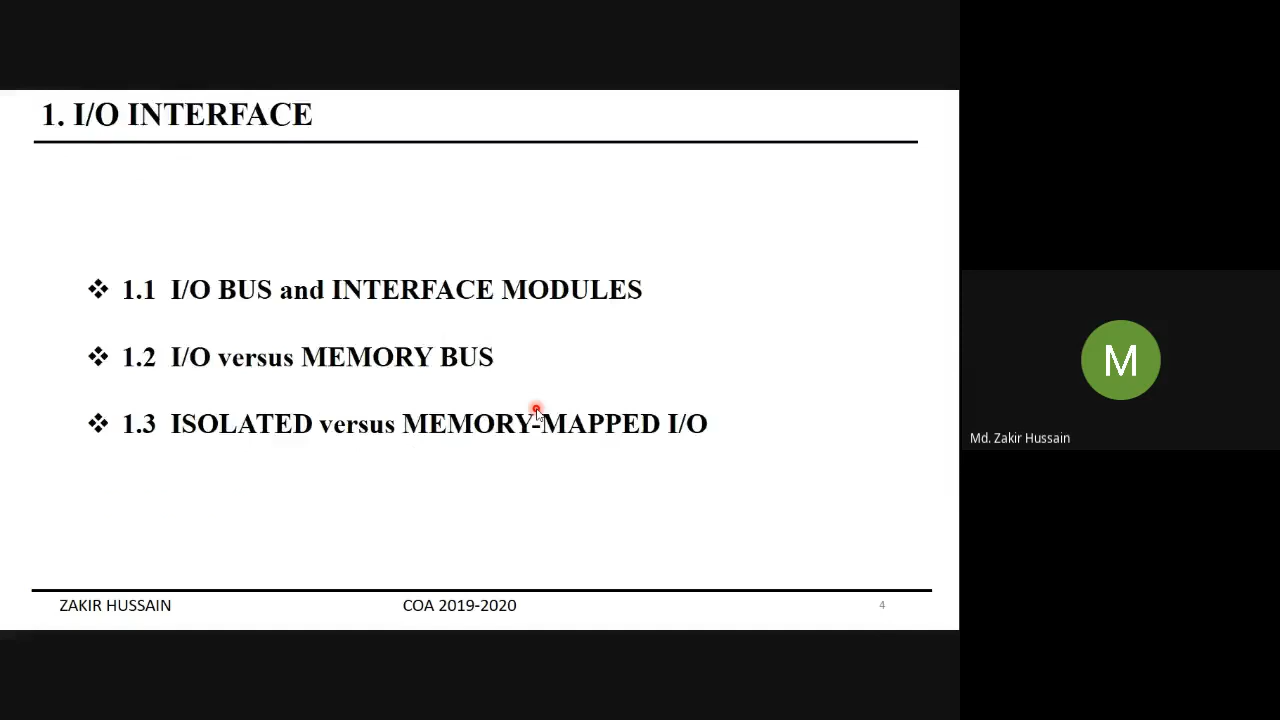 1. I/O INTERFACE
❖ 1.1 I/O BUS and INTERFACE MODULES
❖ 1.2 I/O versus MEMORY BUS
❖ 1.3 ISOLATED versus MEMORY-MAPPED I/O
ZAKIR HUSSAIN COA 2019-2020 4
M
Md. Zakir Hussain